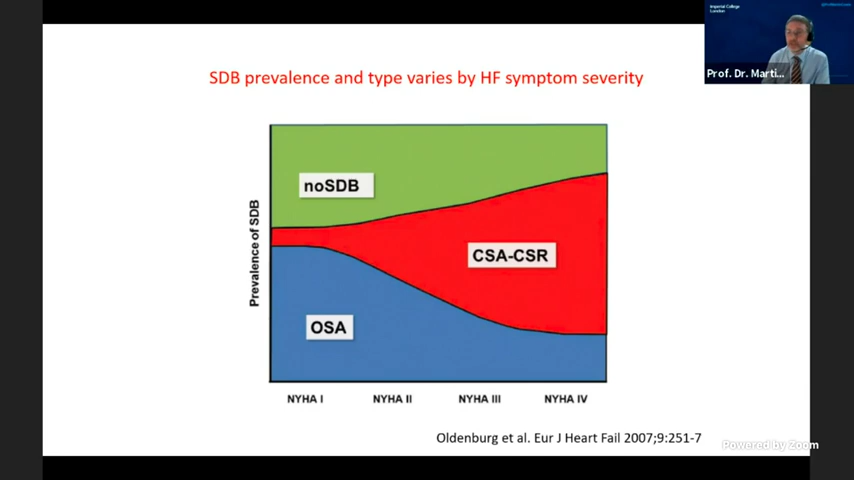 Imperial College
London
Prof. Dr. Marti...
SDB prevalence and type varies by HF symptom severity
noSDB
CSA-CSR
OSA
Prevalence of SDB
NYHA I
NYHA II
NYHA III
NYHA IV
Oldenburg et al. Eur J Heart Fail 2007;9:251-7
Powered by Zoom